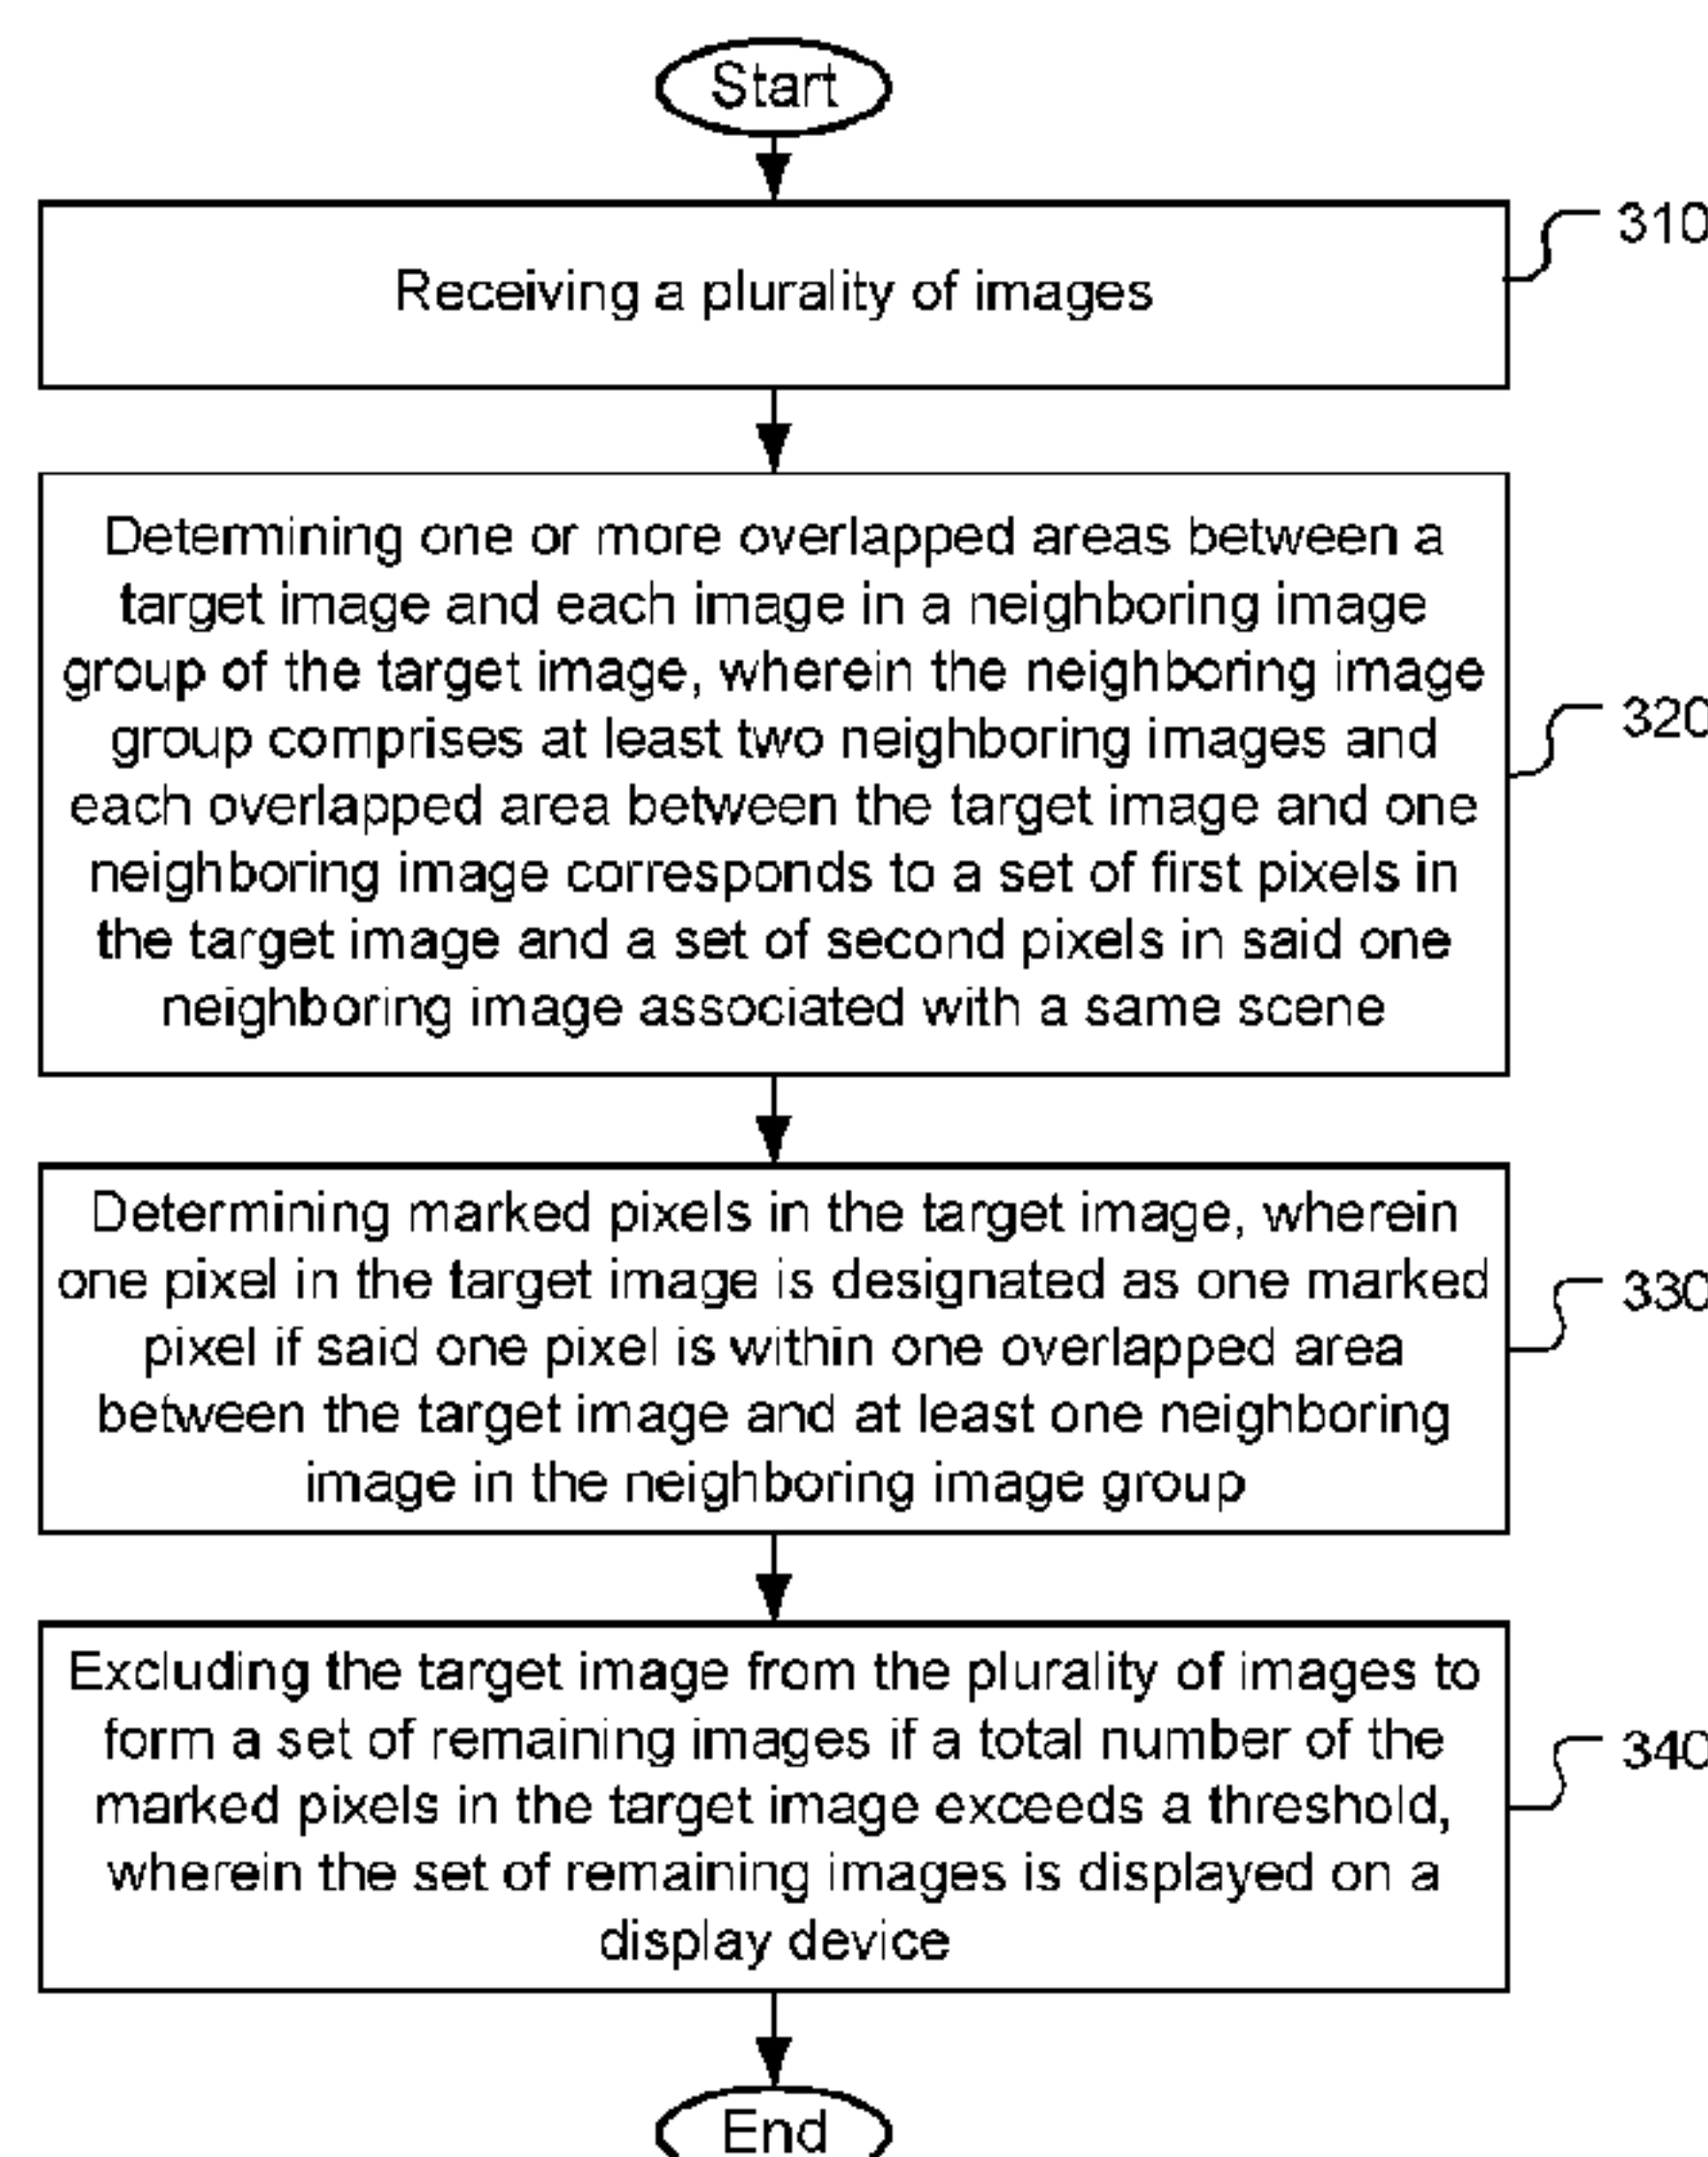 Start
310
Receiving a plurality of images
Determining one or more overlapped areas between a
target image and each image in a neighboring image
group of the target image, wherein the neighboring image
group comprises at least two neighboring images and
each overlapped area between the target image and one
neighboring image corresponds to a set of first pixels in
the target image and a set of second pixels in said one
neighboring image associated with a same scene
320
Determining marked pixels in the target image, wherein
one pixel in the target image is designated as one marked
pixel if said one pixel is within one overlapped area
between the target image and at least one neighboring
image in the neighboring image group
330
Excluding the target image from the plurality of images to
form a set of remaining images if a total number of the
marked pixels in the target image exceeds a threshold,
wherein the set of remaining images is displayed on a
display device
340
End